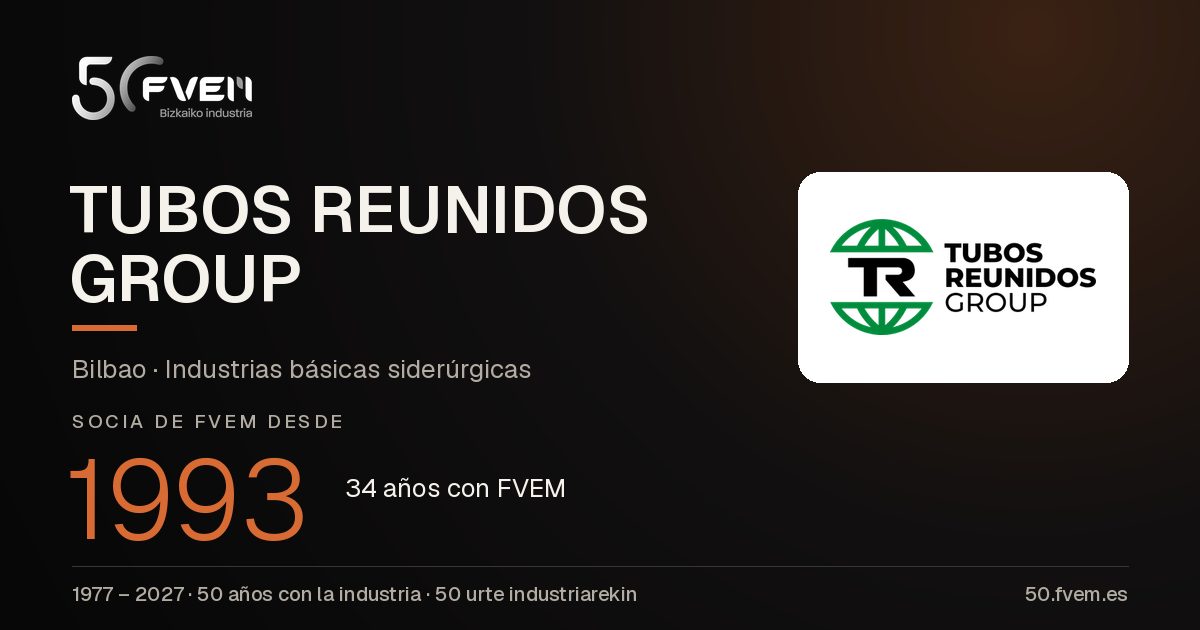 50 FVEM
Bizkaiko industria
TUBOS REUNIDOS
GROUP
TR
TUBOS
REUNIDOS
GROUP
Bilbao · Industrias básicas siderúrgicas
SOCIA DE FVEM DESDE
1993
34 años con FVEM
1977 – 2027 · 50 años con la industria · 50 urte industriarekin
50.fvem.es